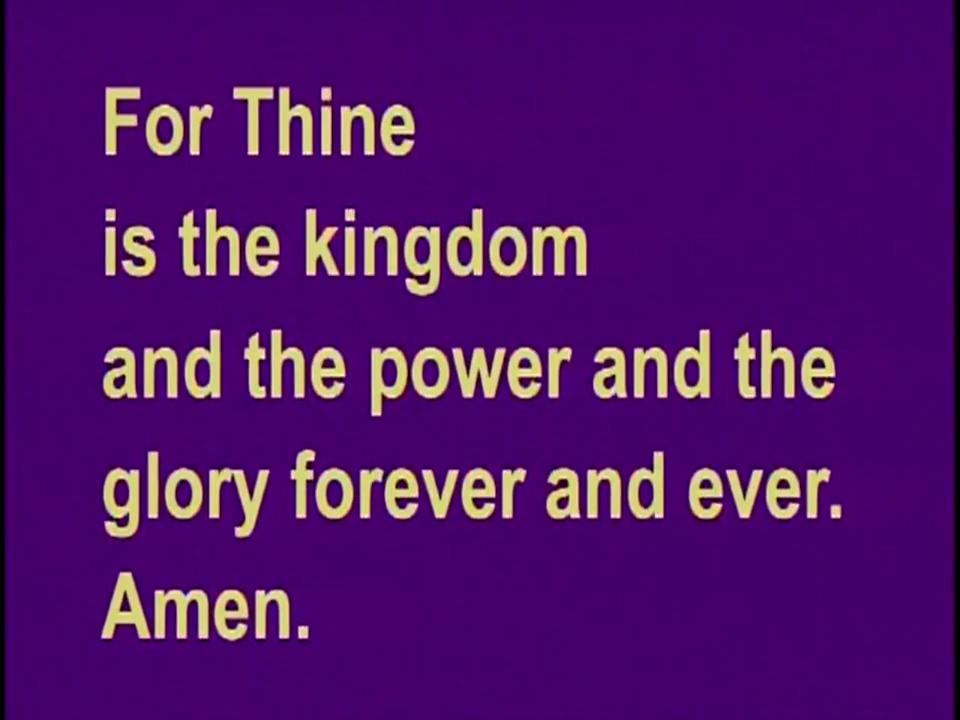 For Thine
is the kingdom
and the power and the
glory forever and ever.
Amen.